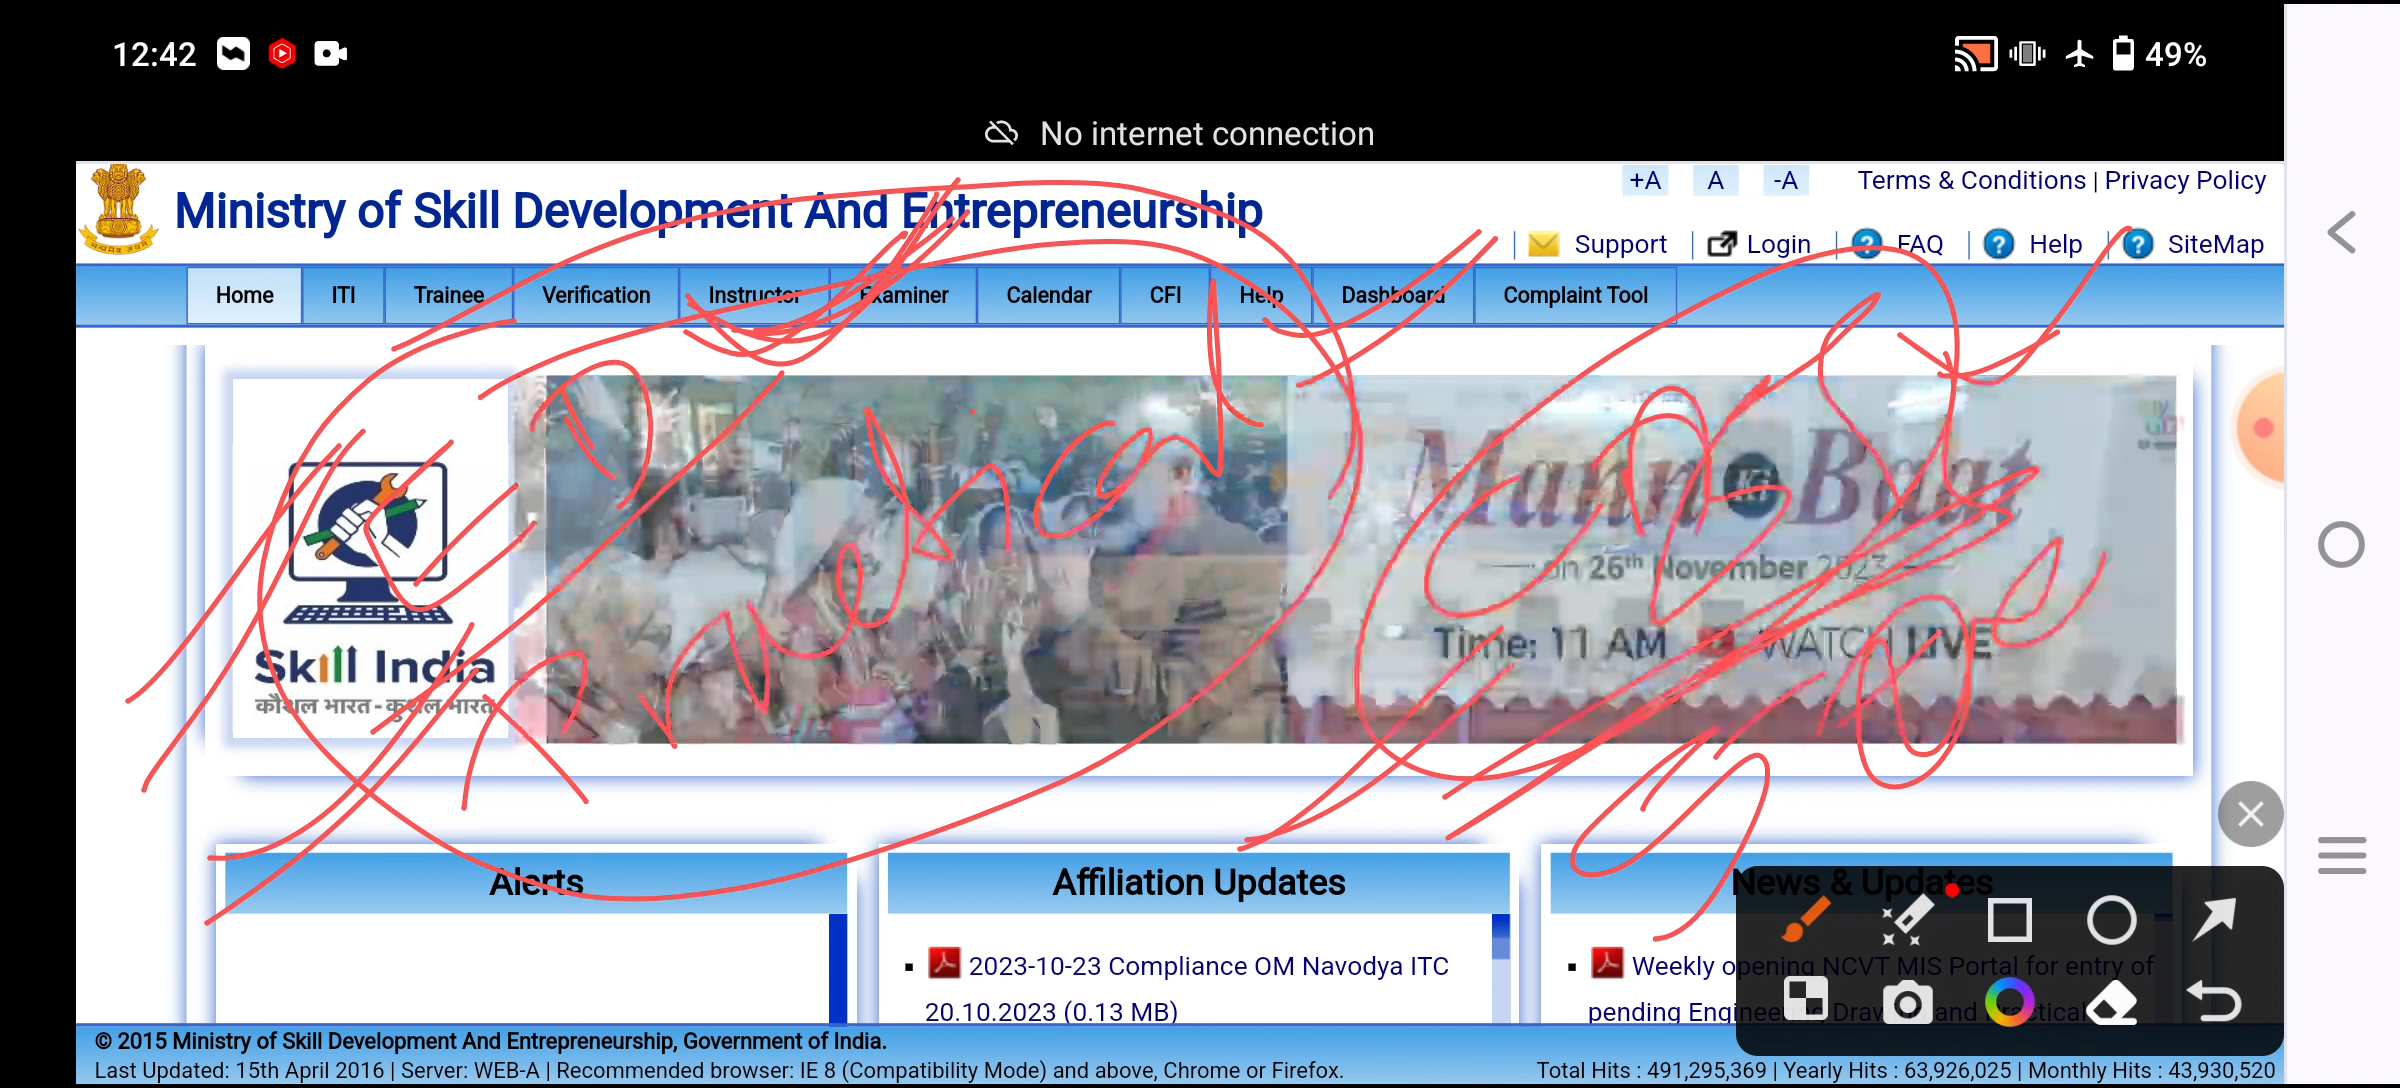 12:42
49%
No internet connection
Ministry of Skill Development And Entrepreneurship
+A A -A Terms & Conditions | Privacy Policy
Support Login FAQ Help SiteMap
Home ITI Trainee Verification Instructor Examiner Calendar CFI Help Dashboard Complaint Tool
Skill India
कौशल भारत - कुशल भारत
Mann Ki Baat
on 26th November 2023
Time: 11 AM WATCH LIVE
Alerts
Affiliation Updates
2023-10-23 Compliance OM Navodya ITC
20.10.2023 (0.13 MB)
News & Updates
Weekly opening NCVT MIS Portal for entry of
pending Engineering Drawing and Practical
© 2015 Ministry of Skill Development And Entrepreneurship, Government of India.
Last Updated: 15th April 2016 | Server: WEB-A | Recommended browser: IE 8 (Compatibility Mode) and above, Chrome or Firefox.
Total Hits : 491,295,369 | Yearly Hits : 63,926,025 | Monthly Hits : 43,930,520